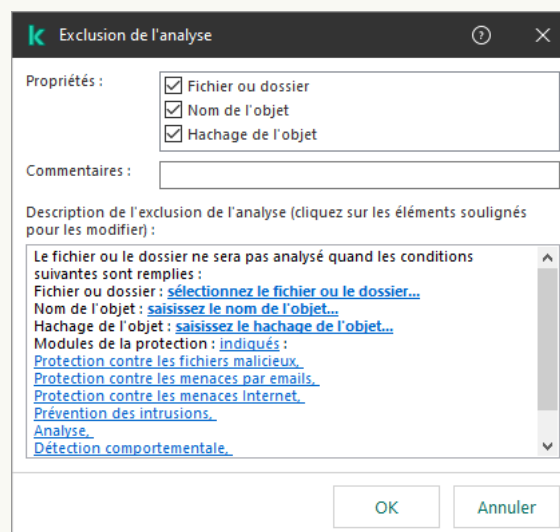 Exclusion de l'analyse
Propriétés :
Fichier ou dossier
Nom de l'objet
Hachage de l'objet
Commentaires :
Description de l'exclusion de l'analyse (cliquez sur les éléments soulignés
pour les modifier) :
Le fichier ou le dossier ne sera pas analysé quand les conditions
suivantes sont remplies :
Fichier ou dossier : sélectionnez le fichier ou le dossier...
Nom de l'objet : saisissez le nom de l'objet...
Hachage de l'objet : saisissez le hachage de l'objet...
Modules de la protection : indiqués :
Protection contre les fichiers malicieux,
Protection contre les menaces par emails,
Protection contre les menaces Internet,
Prévention des intrusions,
Analyse,
Détection comportementale,
OK
Annuler